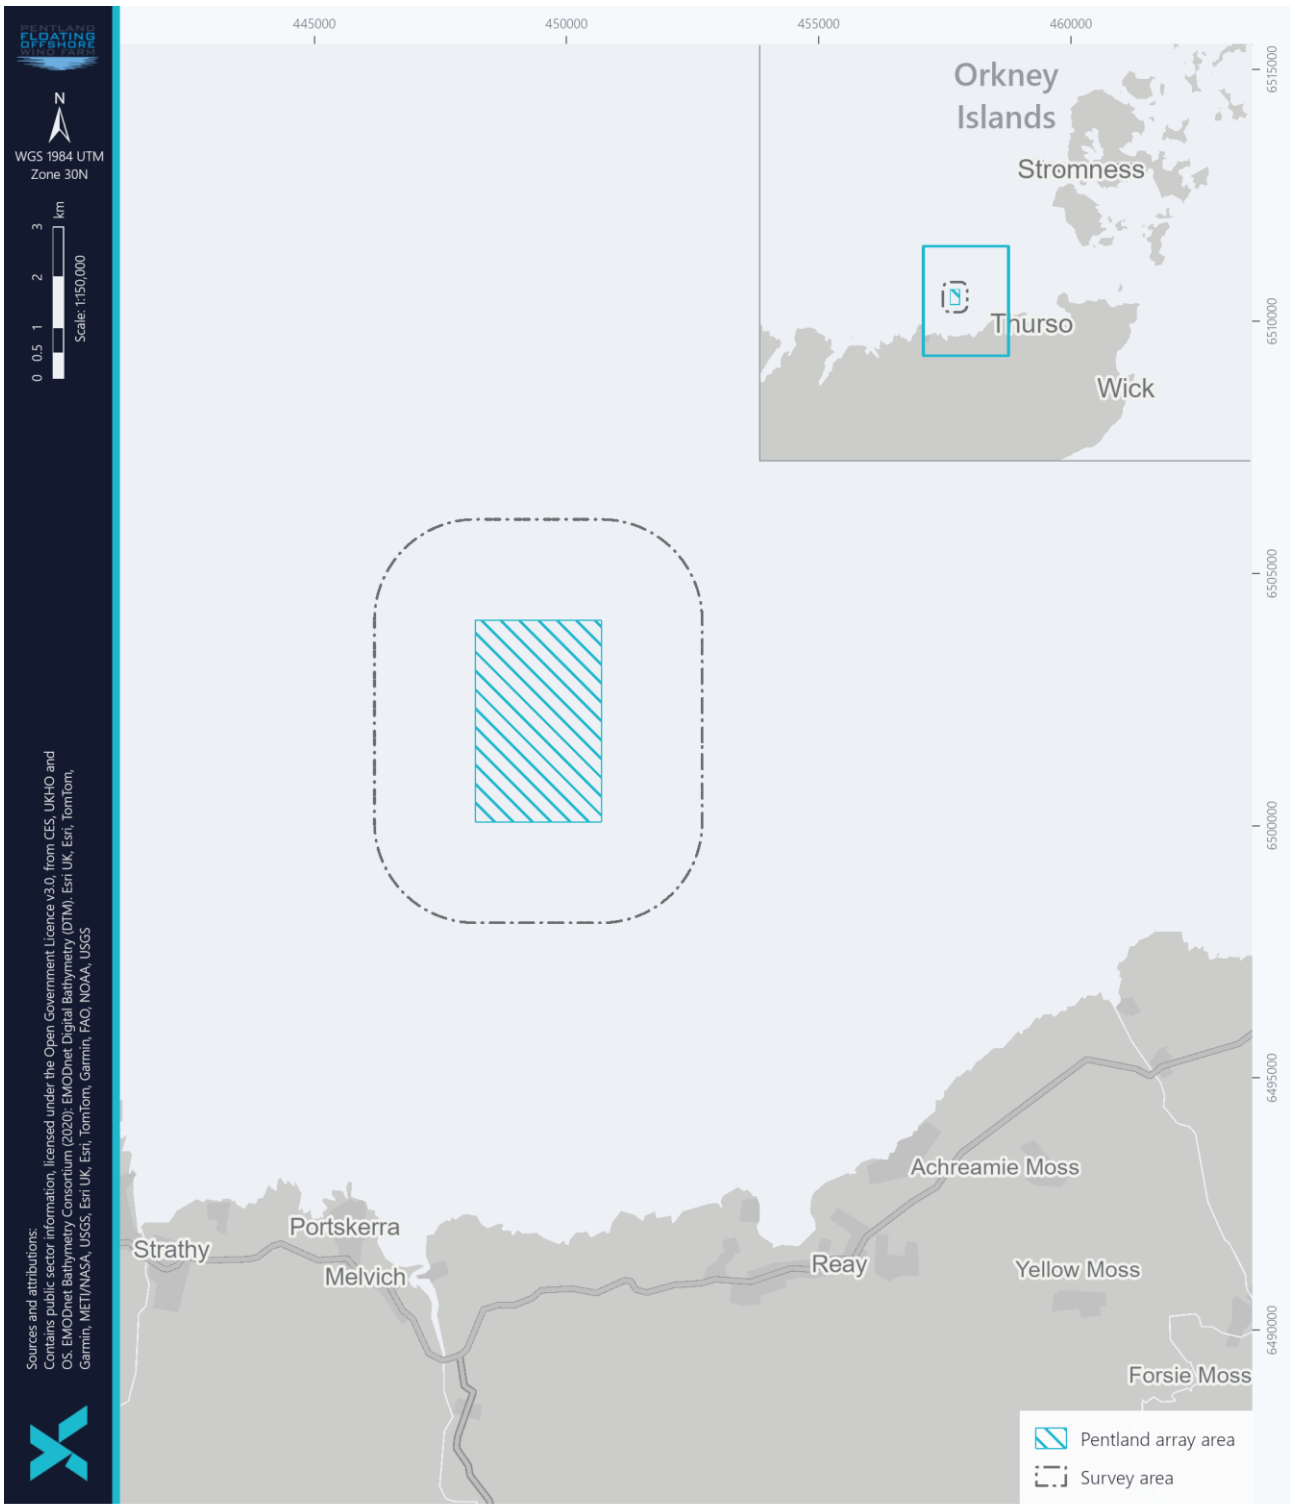 PENTLAND
FLOATING
OFFSHORE
WIND FARM
N
WGS 1984 UTM
Zone 30N
0 0.5 1 2 3 km
Scale: 1:150,000
Sources and attributions:
Contains public sector information, licensed under the Open Government Licence v3.0, from CES, UKHO and
OS. EMODnet Bathymetry Consortium (2020): EMODnet Digital Bathymetry (DTM). Esri UK, Esri, TomTom,
Garmin, METI/NASA, USGS, Esri UK, Esri, TomTom, Garmin, FAO, NOAA, USGS
445000 450000 455000 460000
6515000
6510000
6505000
6500000
6495000
6490000
Orkney
Islands
Stromness
Thurso
Wick
Achreamie Moss
Portskerra
Strathy
Melvich
Reay
Yellow Moss
Forsie Moss
Pentland array area
Survey area